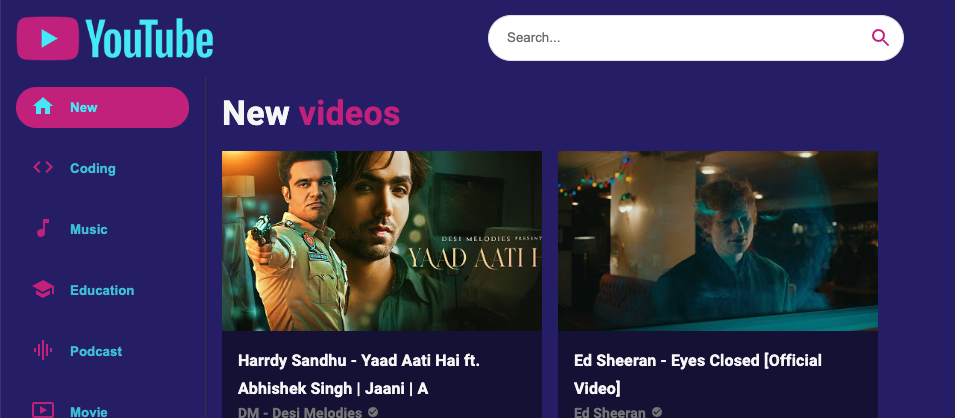 YouTube
Search...
New
Coding
Music
Education
Podcast
Movie
New videos
DESI MELODIES PRESENT
YAAD AATI H
Harrdy Sandhu - Yaad Aati Hai ft.
Abhishek Singh | Jaani | A
DM - Desi Melodies
Ed Sheeran - Eyes Closed [Official
Video]
Ed Sheeran